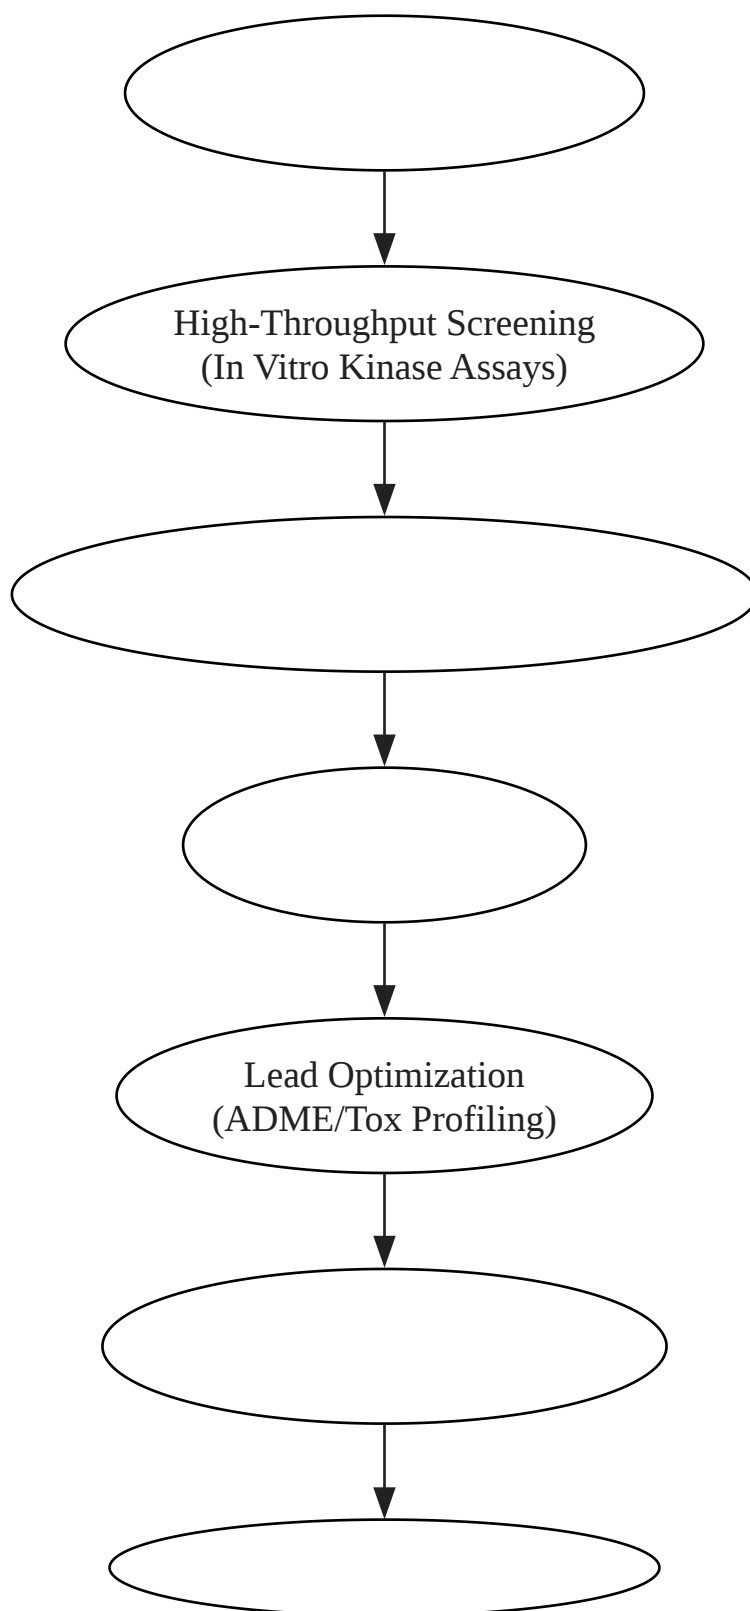 High-Throughput Screening
(In Vitro Kinase Assays)
Lead Optimization
(ADME/Tox Profiling)